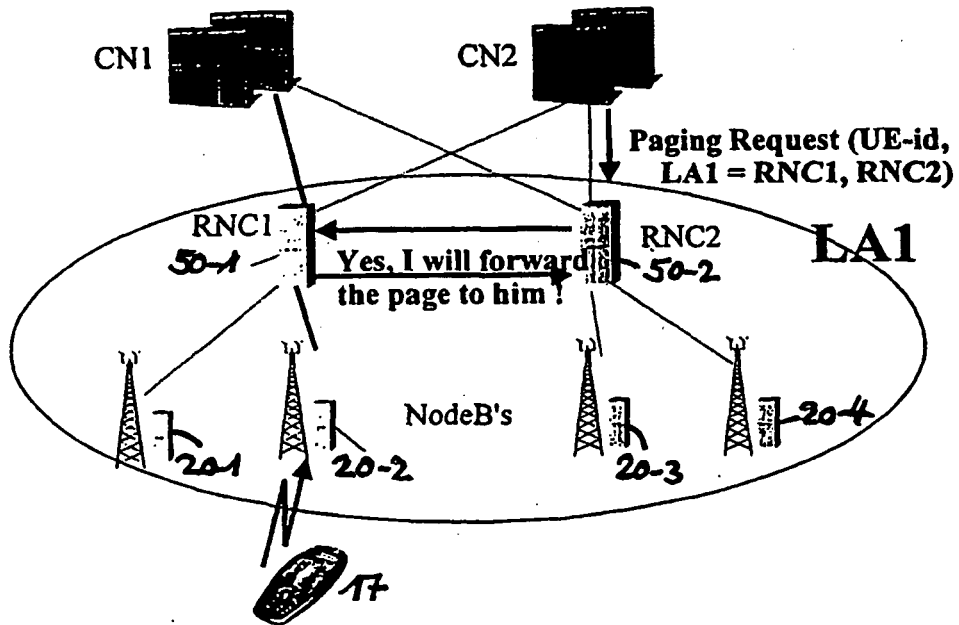 CN1
CN2
Paging Request (UE-id,
LA1 = RNC1, RNC2)
RNC1
RNC2
LA1
50-1
50-2
Yes, I will forward
the page to him !
NodeB's
20-1
20-2
20-3
20-4
17